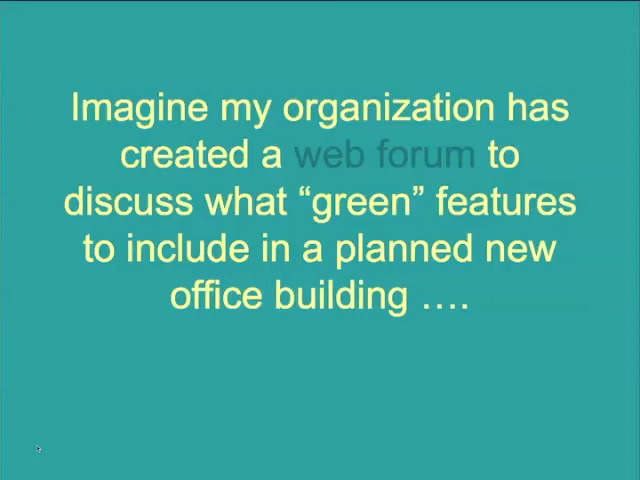 Imagine my organization has
created a web forum to
discuss what “green” features
to include in a planned new
office building ….